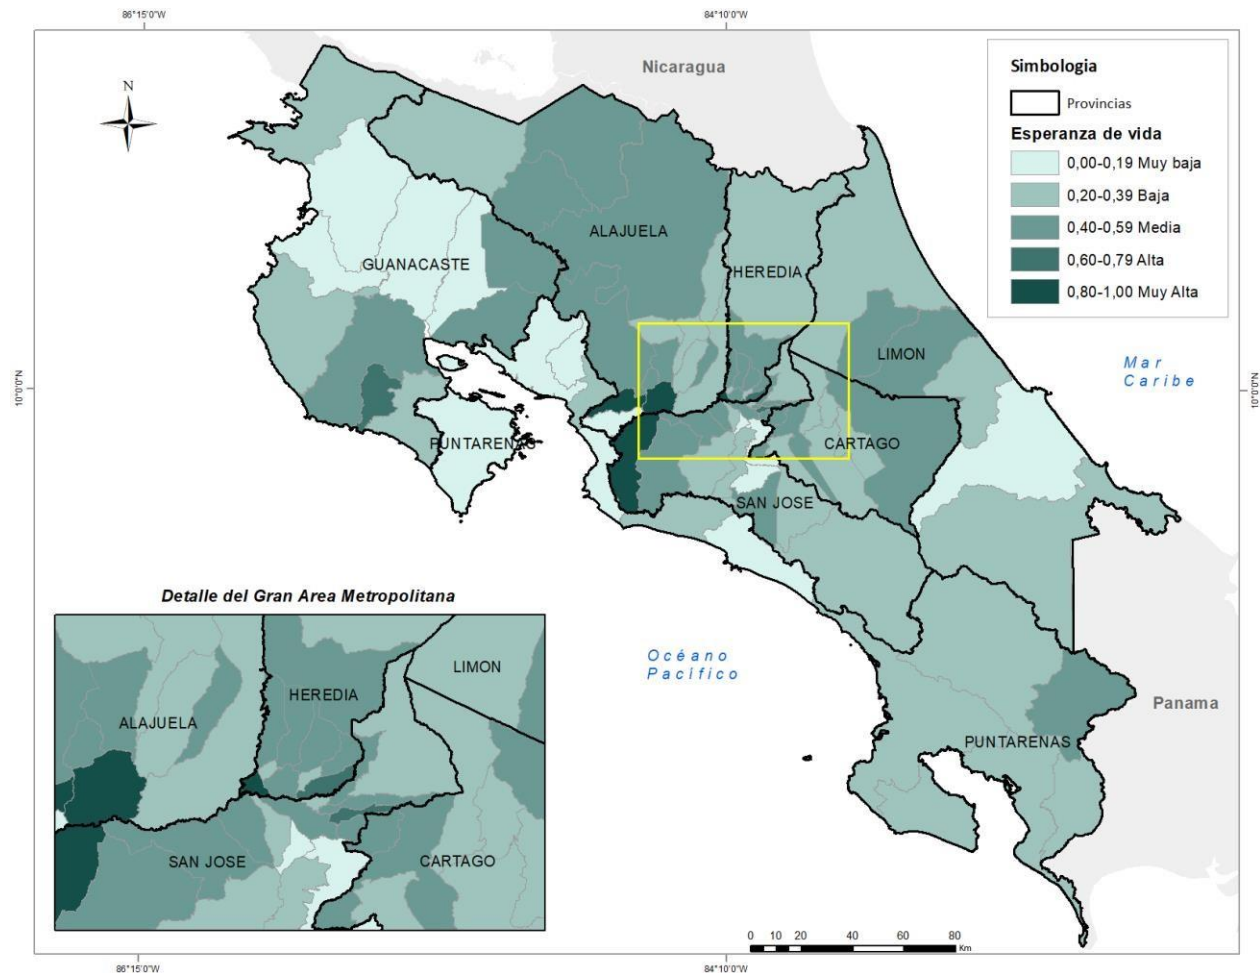 86°15'0"W
84°10'0"W
Nicaragua
N
Simbologia
Provincias
Esperanza de vida
0,00-0,19 Muy baja
0,20-0,39 Baja
0,40-0,59 Media
0,60-0,79 Alta
0,80-1,00 Muy Alta
ALAJUELA
GUANACASTE
HEREDIA
LIMON
Mar
Caribe
10°0'0"N
10°0'0"N
PUNTARENAS
CARTAGO
SAN JOSE
Detalle del Gran Area Metropolitana
LIMON
HEREDIA
ALAJUELA
SAN JOSE
CARTAGO
Océano
Pacífico
Panama
PUNTARENAS
0 10 20 40 60 80
Km
86°15'0"W
84°10'0"W